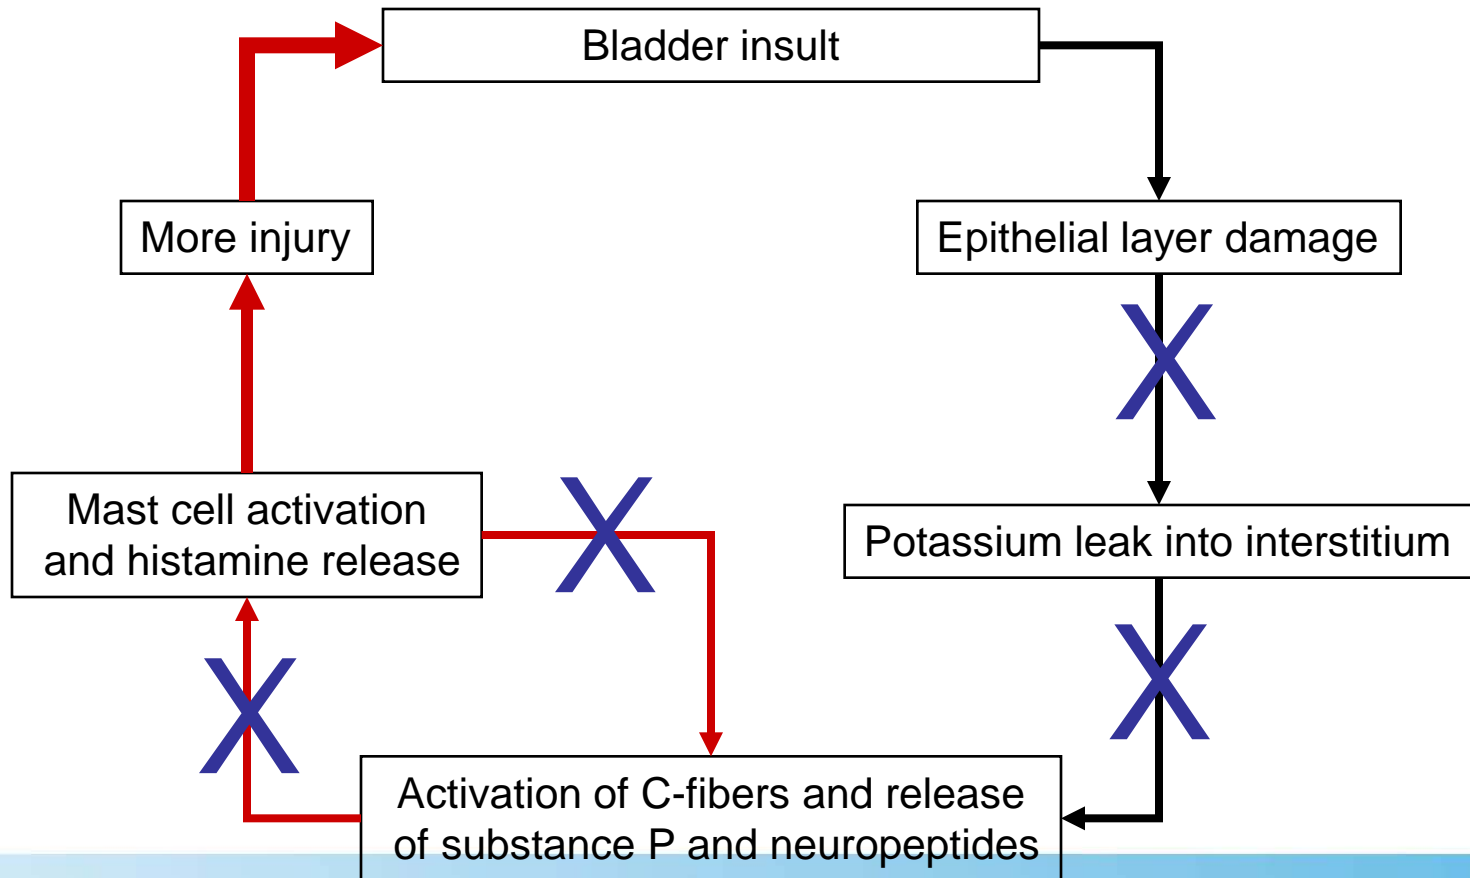 Bladder insult
More injury
Epithelial layer damage
X
Mast cell activation
and histamine release
X
Potassium leak into interstitium
X
X
Activation of C-fibers and release
of substance P and neuropeptides